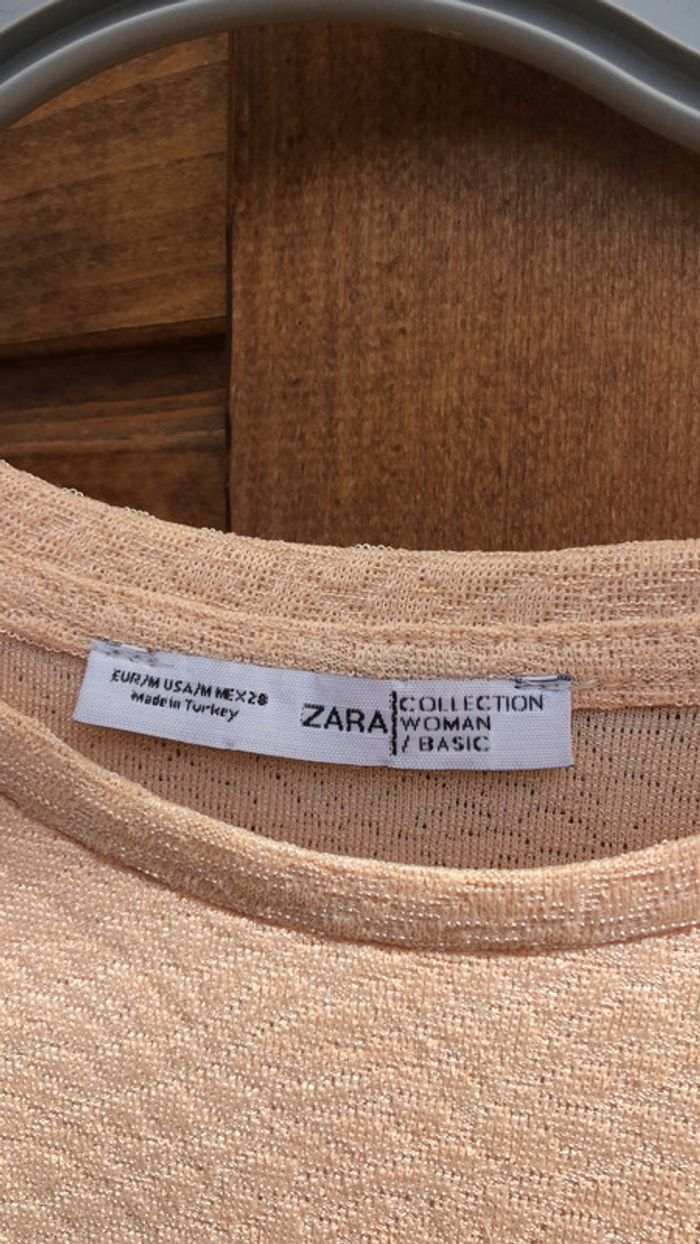 EUR/M USA/M MEX28
Made in Turkey
ZARA
COLLECTION
WOMAN
/ BASIC